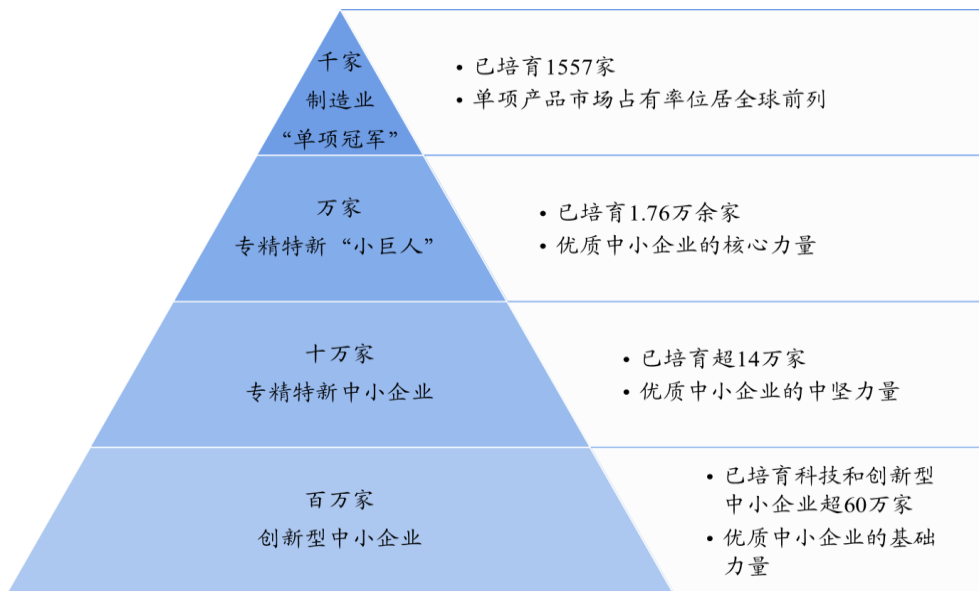 千家
制造业
“单项冠军”
• 已培育1557家
• 单项产品市场占有率位居全球前列
万家
专精特新“小巨人”
• 已培育1.76万余家
• 优质中小企业的核心力量
十万家
专精特新中小企业
• 已培育超14万家
• 优质中小企业的中坚力量
百万家
创新型中小企业
• 已培育科技和创新型
中小企业超60万家
• 优质中小企业的基础
力量